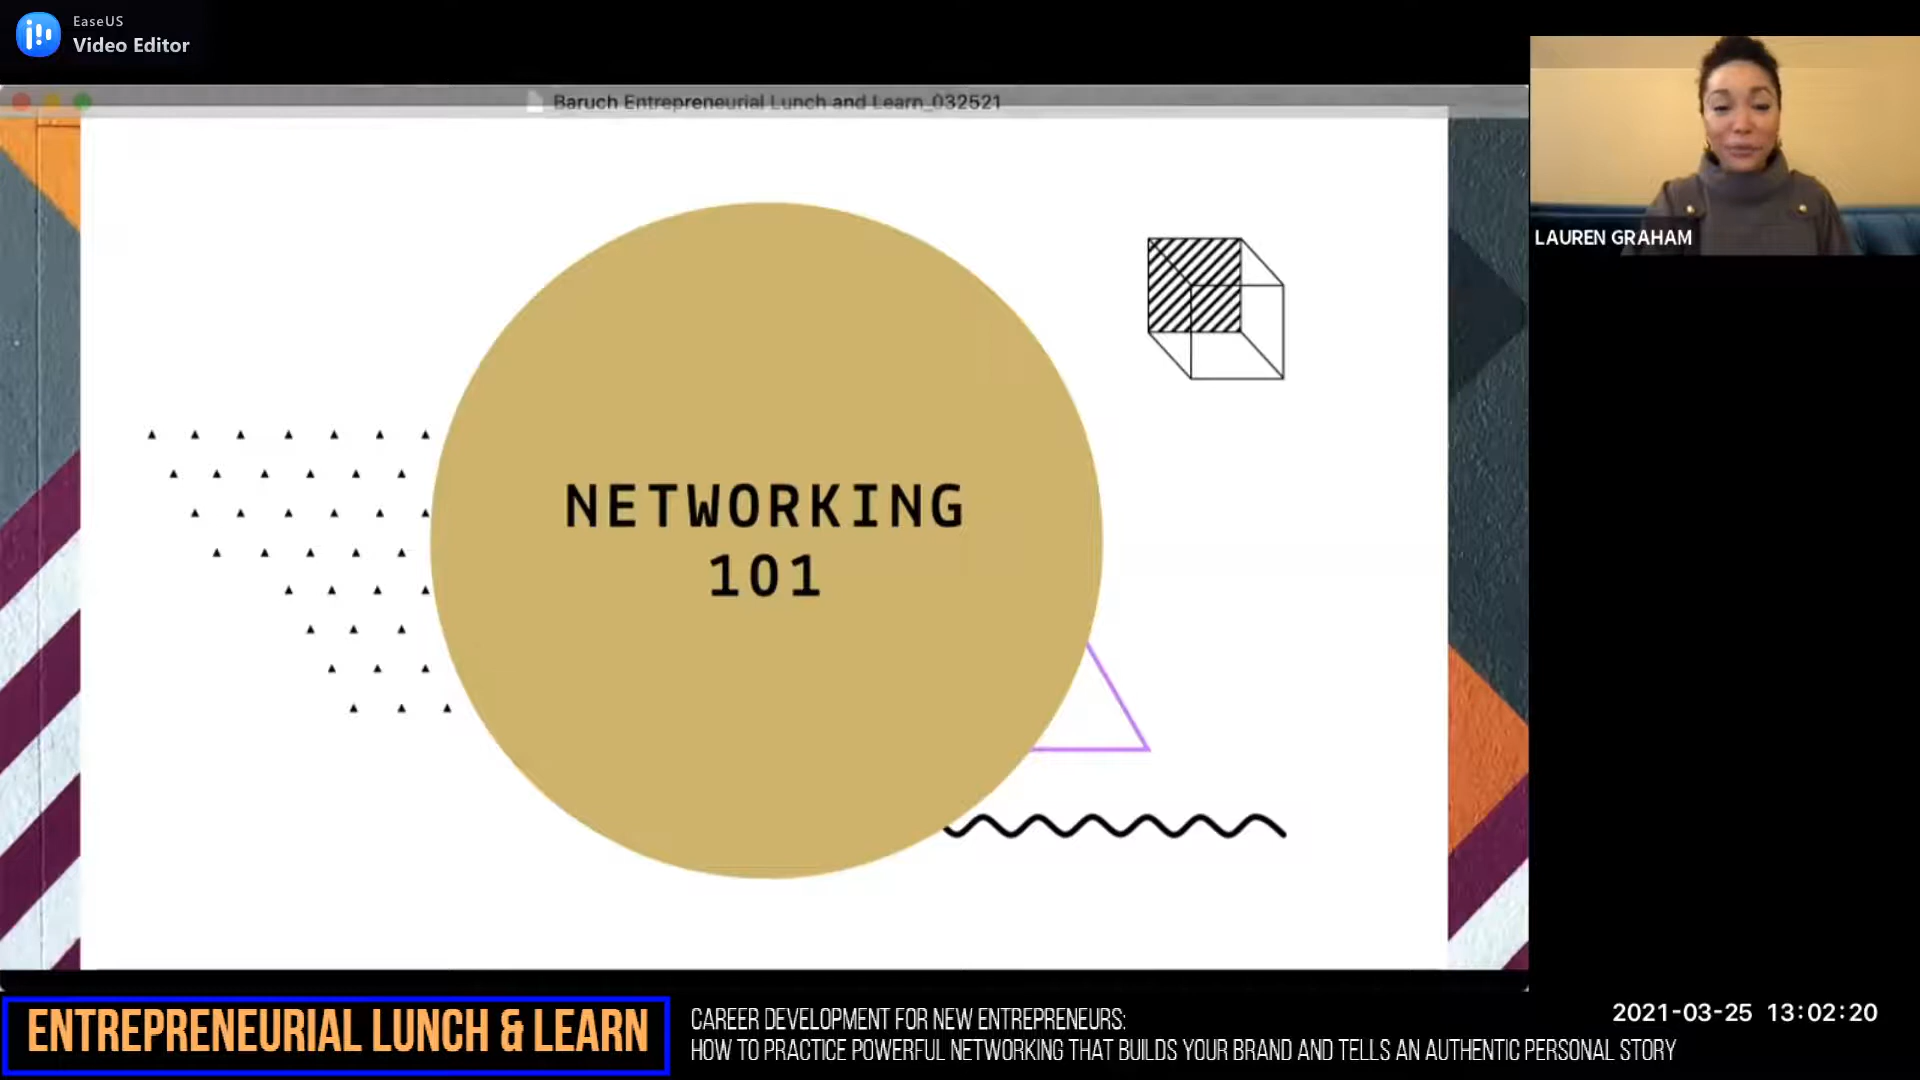 EaseUS
Video Editor
Baruch Entrepreneurial Lunch and Learn_032521
LAUREN GRAHAM
NETWORKING
101
ENTREPRENEURIAL LUNCH & LEARN
CAREER DEVELOPMENT FOR NEW ENTREPRENEURS:
HOW TO PRACTICE POWERFUL NETWORKING THAT BUILDS YOUR BRAND AND TELLS AN AUTHENTIC PERSONAL STORY
2021-03-25 13:02:20